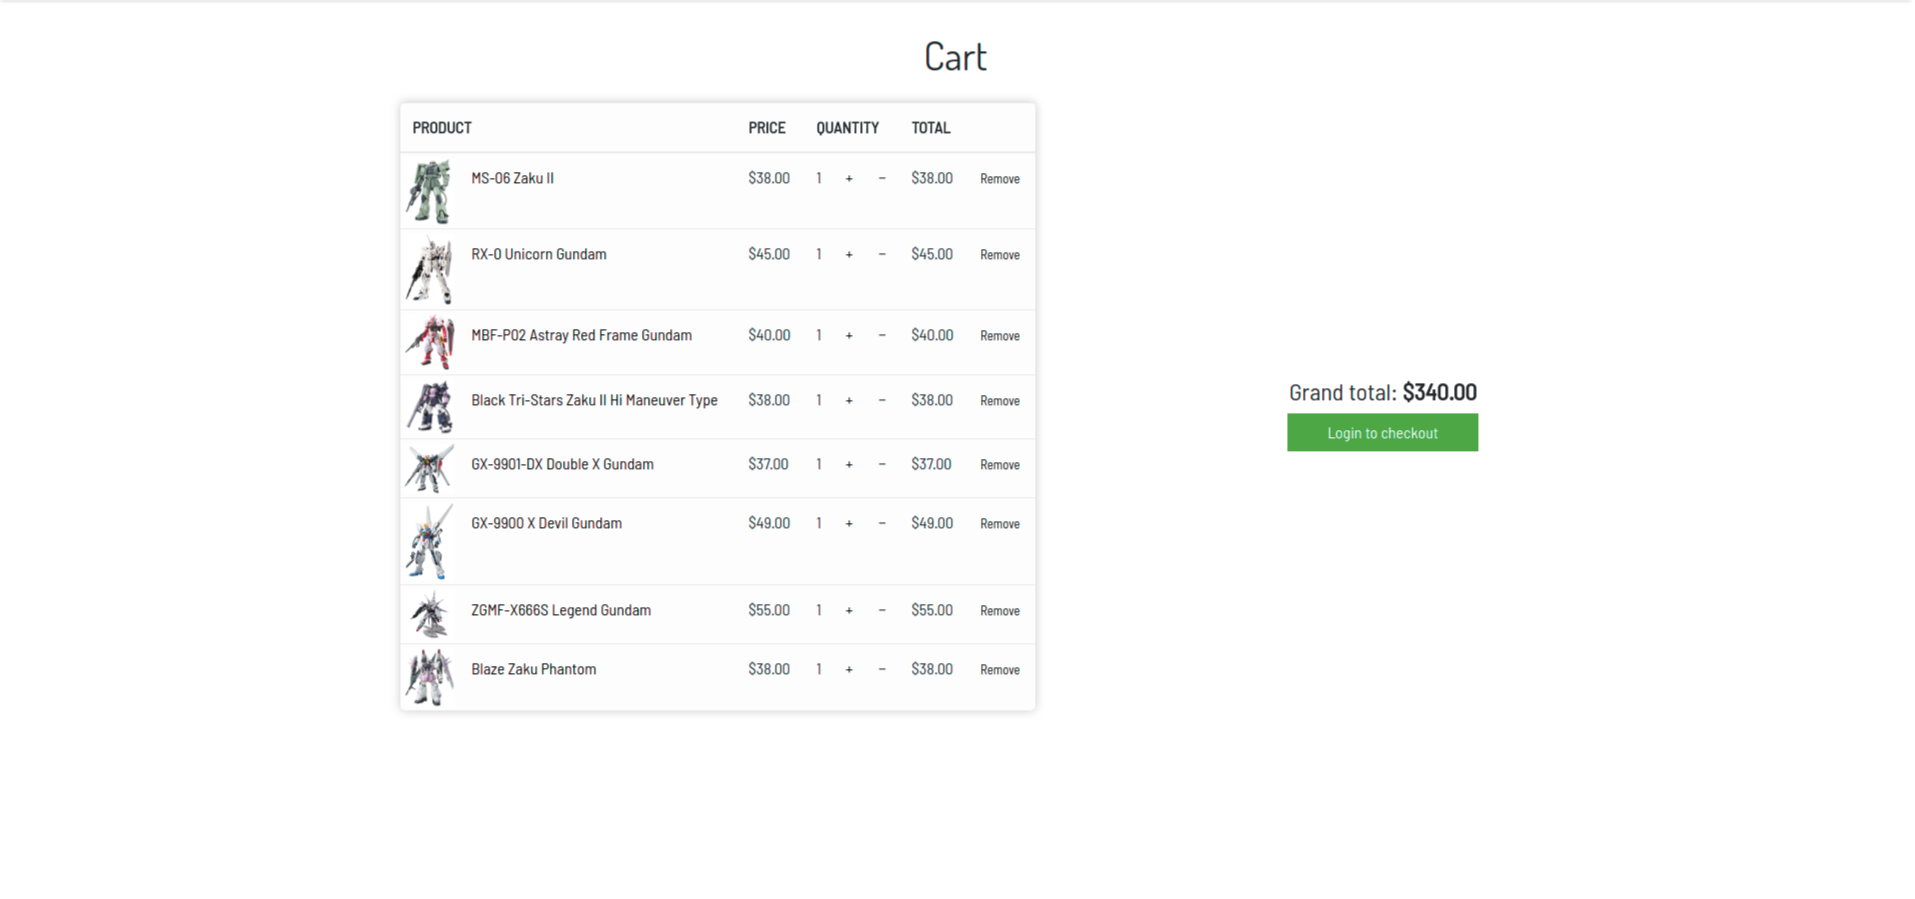 Cart
PRODUCT PRICE QUANTITY TOTAL
MS-06 Zaku II $38.00 1 + − $38.00 Remove
RX-0 Unicorn Gundam $45.00 1 + − $45.00 Remove
MBF-P02 Astray Red Frame Gundam $40.00 1 + − $40.00 Remove
Black Tri-Stars Zaku II Hi Maneuver Type $38.00 1 + − $38.00 Remove
GX-9901-DX Double X Gundam $37.00 1 + − $37.00 Remove
GX-9900 X Devil Gundam $49.00 1 + − $49.00 Remove
ZGMF-X666S Legend Gundam $55.00 1 + − $55.00 Remove
Blaze Zaku Phantom $38.00 1 + − $38.00 Remove
Grand total: $340.00
Login to checkout